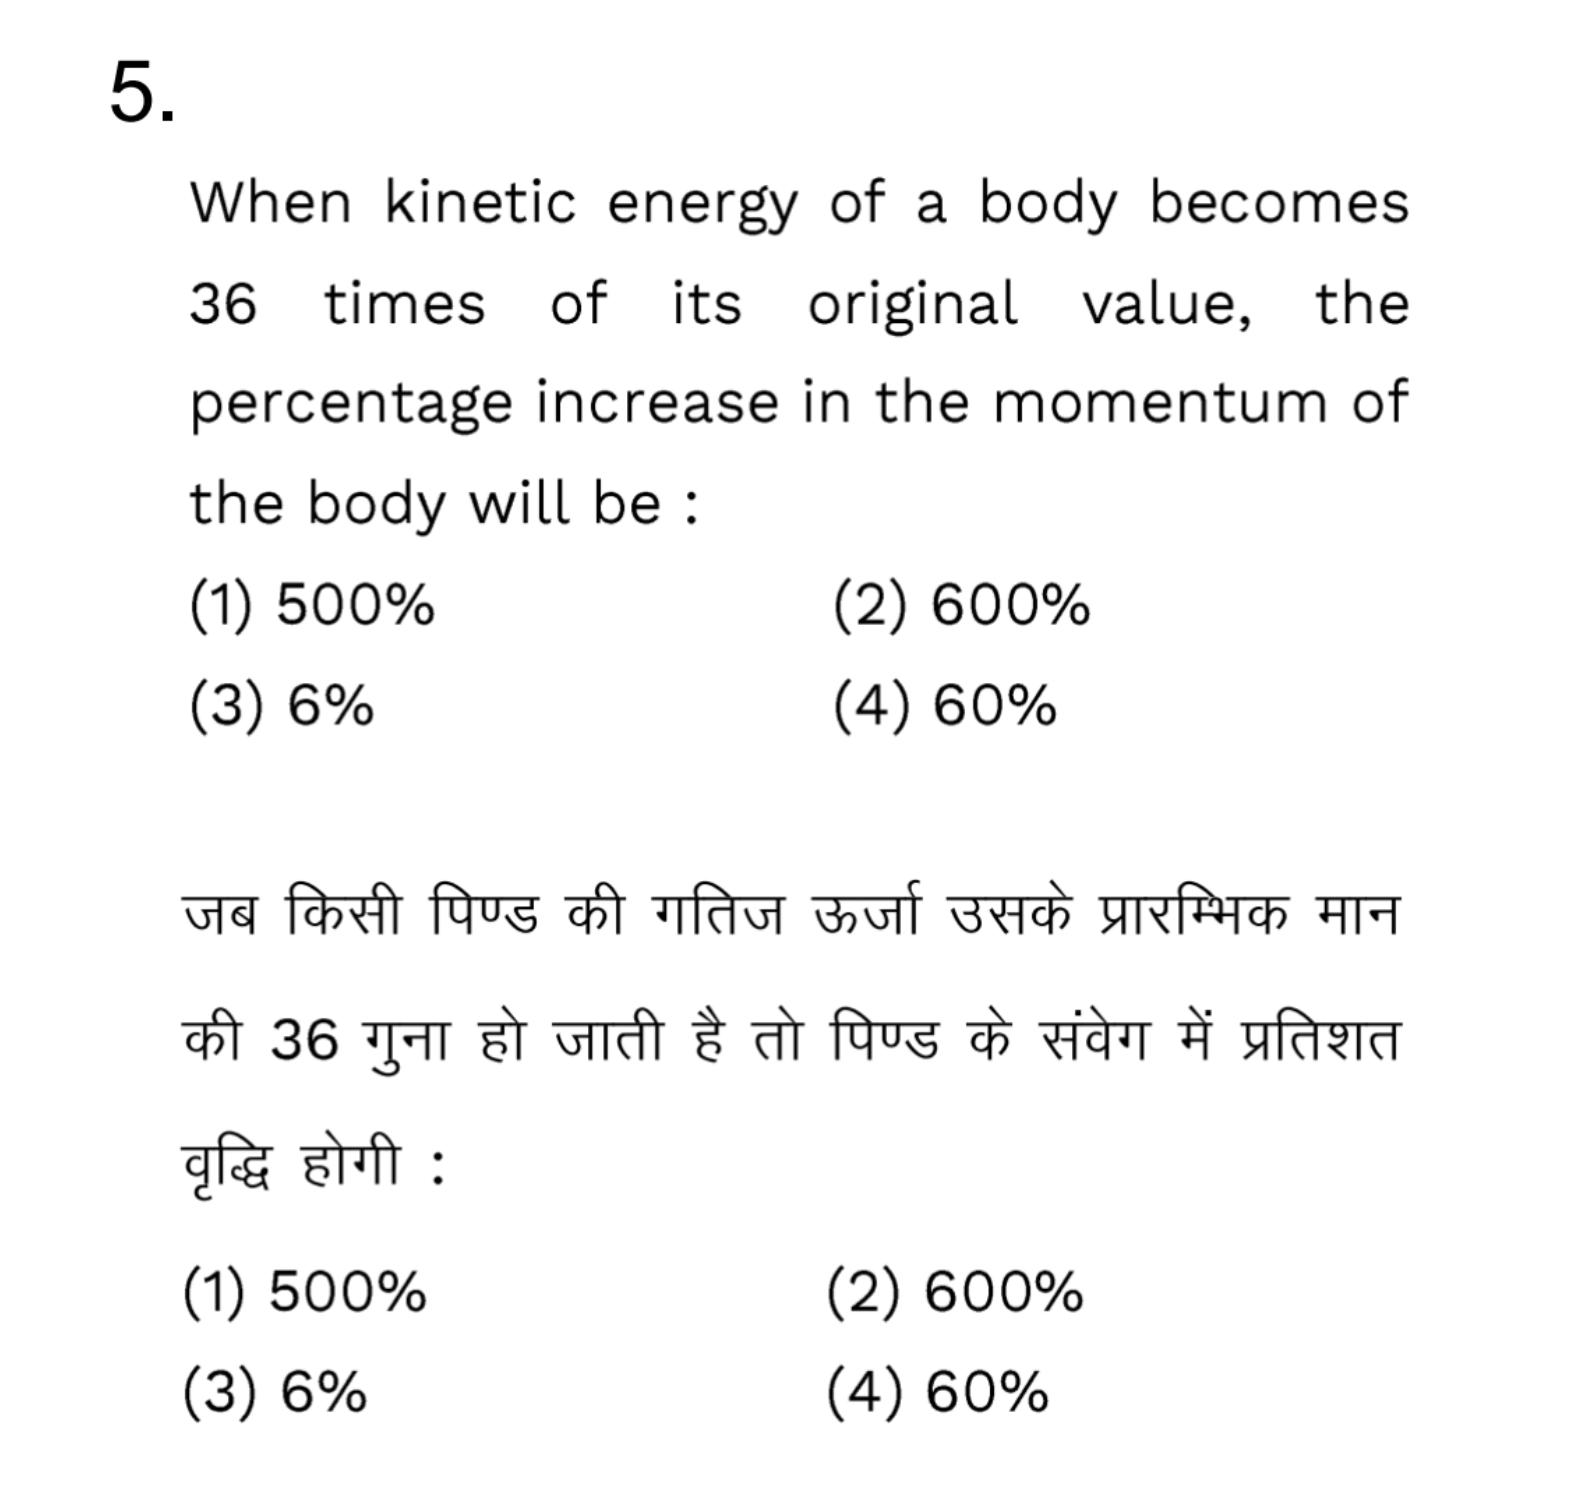 5.
When kinetic energy of a body becomes
36 times of its original value, the
percentage increase in the momentum of
the body will be :
(1) 500% (2) 600%
(3) 6% (4) 60%
जब किसी पिण्ड की गतिज ऊर्जा उसके प्रारम्भिक मान
की 36 गुना हो जाती है तो पिण्ड के संवेग में प्रतिशत
वृद्धि होगी :
(1) 500% (2) 600%
(3) 6% (4) 60%